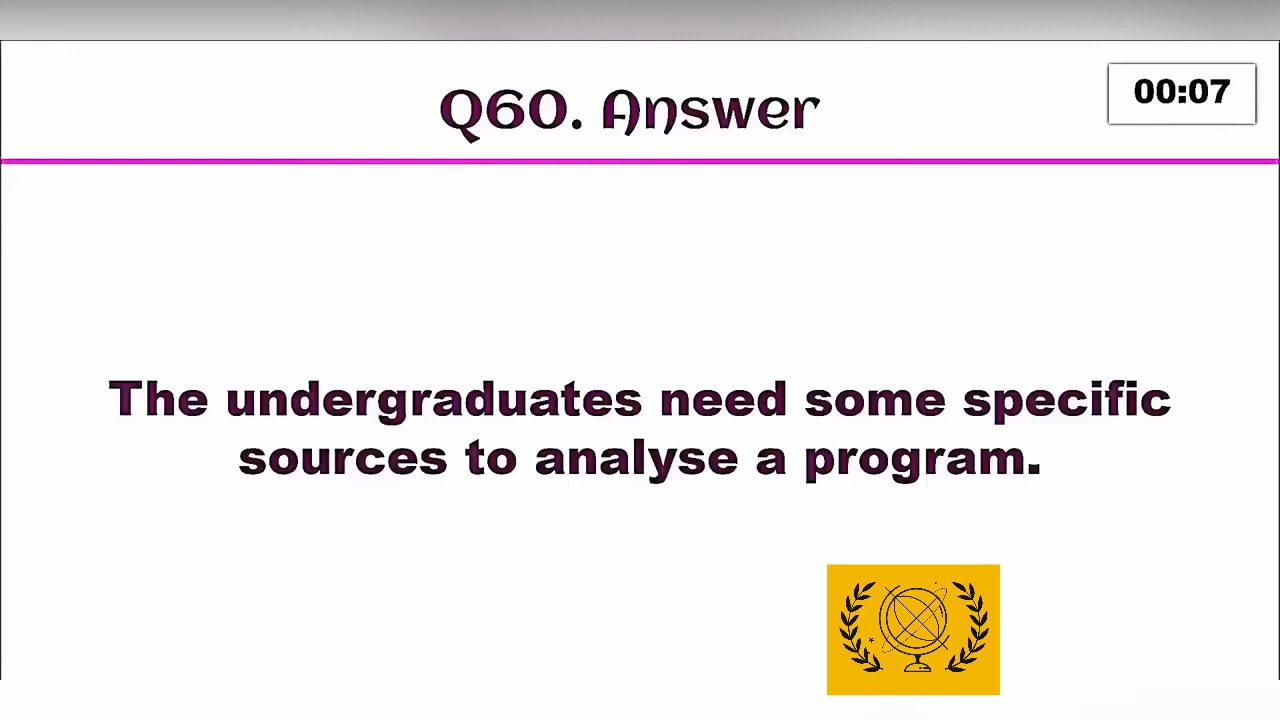 Q60. Answer
00:07
The undergraduates need some specific
sources to analyse a program.